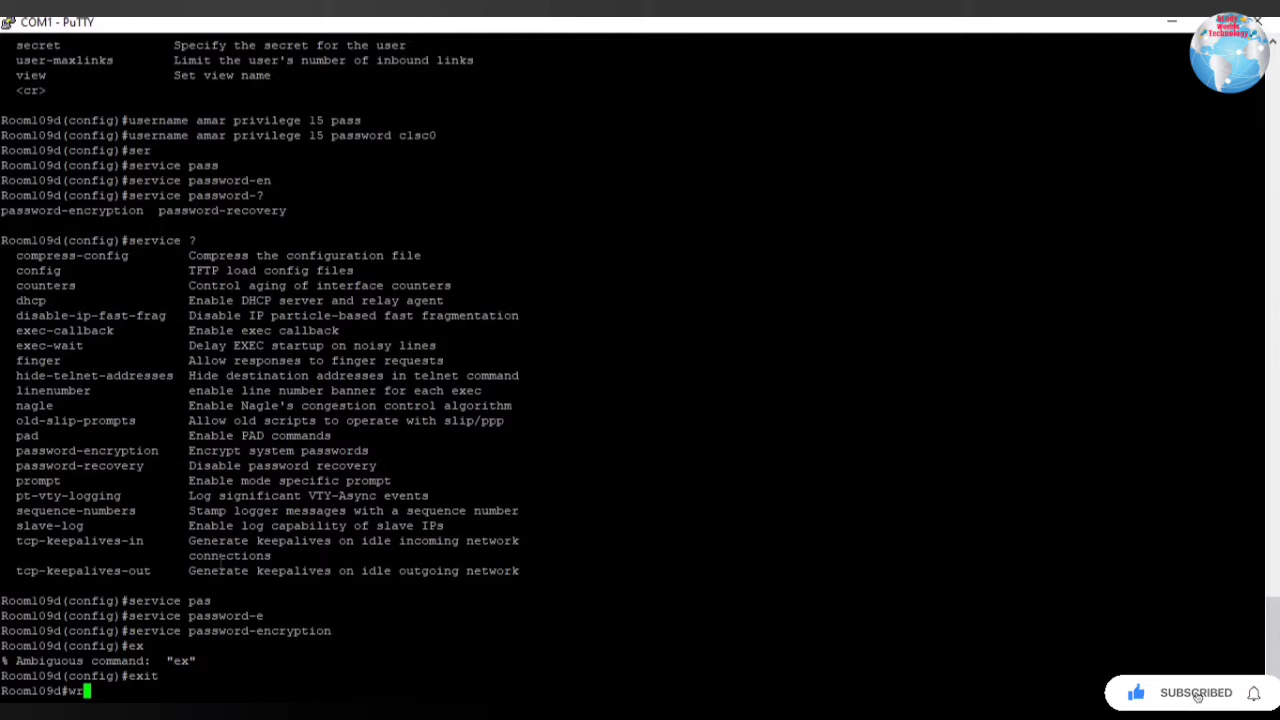 COM1 - PuTTY
Study
Worlds
Technology
secret Specify the secret for the user
user-maxlinks Limit the user's number of inbound links
view Set view name
<cr>
Room109d(config)#username amar privilege 15 pass
Room109d(config)#username amar privilege 15 password c1sc0
Room109d(config)#ser
Room109d(config)#service pass
Room109d(config)#service password-en
Room109d(config)#service password-?
password-encryption password-recovery
Room109d(config)#service ?
compress-config Compress the configuration file
config TFTP load config files
counters Control aging of interface counters
dhcp Enable DHCP server and relay agent
disable-ip-fast-frag Disable IP particle-based fast fragmentation
exec-callback Enable exec callback
exec-wait Delay EXEC startup on noisy lines
finger Allow responses to finger requests
hide-telnet-addresses Hide destination addresses in telnet command
linenumber enable line number banner for each exec
nagle Enable Nagle's congestion control algorithm
old-slip-prompts Allow old scripts to operate with slip/ppp
pad Enable PAD commands
password-encryption Encrypt system passwords
password-recovery Disable password recovery
prompt Enable mode specific prompt
pt-vty-logging Log significant VTY-Async events
sequence-numbers Stamp logger messages with a sequence number
slave-log Enable log capability of slave IPs
tcp-keepalives-in Generate keepalives on idle incoming network
connections
tcp-keepalives-out Generate keepalives on idle outgoing network
Room109d(config)#service pas
Room109d(config)#service password-e
Room109d(config)#service password-encryption
Room109d(config)#ex
% Ambiguous command: "ex"
Room109d(config)#exit
Room109d#wr
SUBSCRIBED